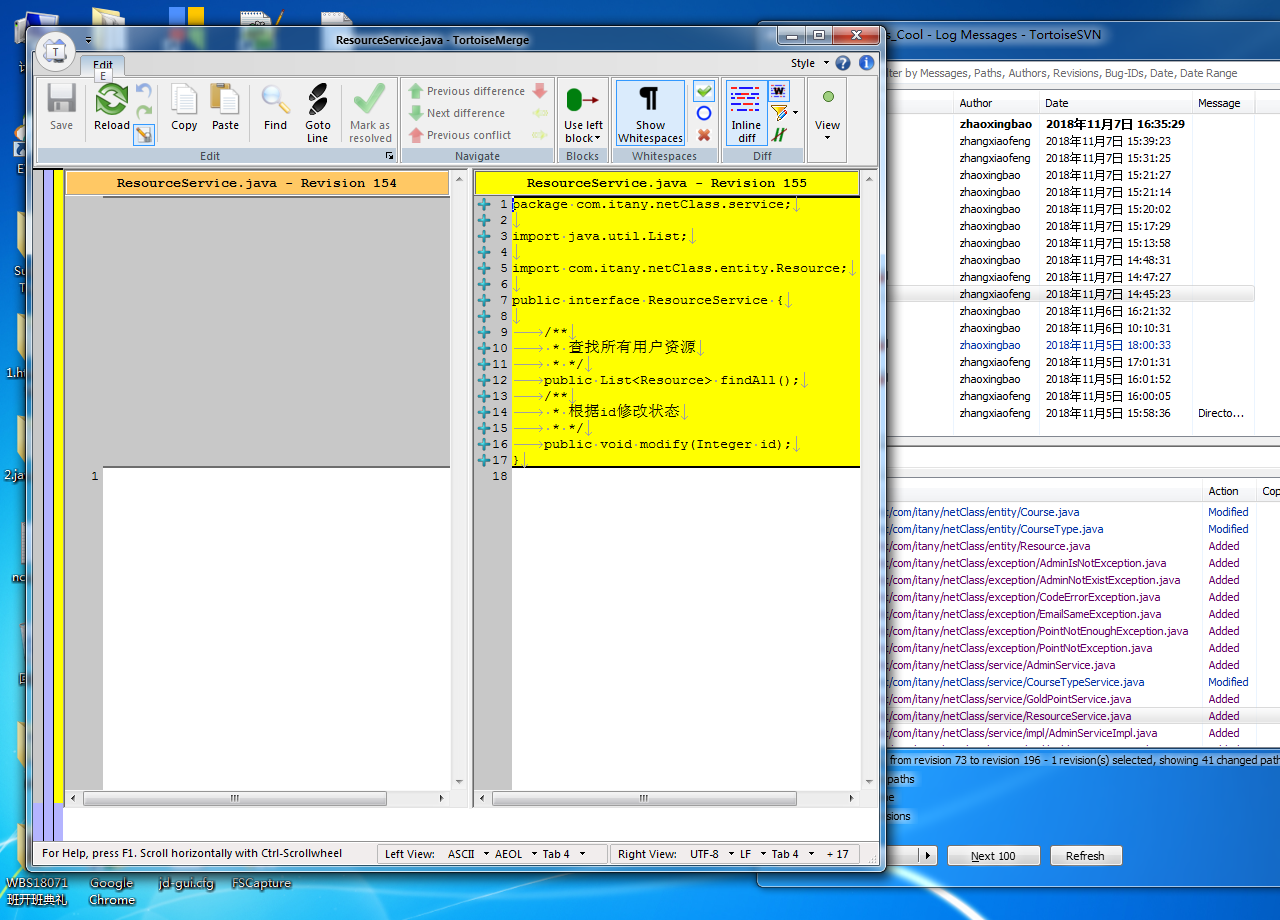 ResourceService.java - TortoiseMerge
s_Cool - Log Messages - TortoiseSVN
T
Edit
E
Style
Save
Reload
Copy
Paste
Find
Goto
Line
Mark as
resolved
Edit
Previous difference
Next difference
Previous conflict
Navigate
Use left
block
Blocks
Show
Whitespaces
Whitespaces
Inline
diff
Diff
View
ResourceService.java - Revision 154
1
ResourceService.java - Revision 155
1 package com.itany.netClass.service;
2
3 import java.util.List;
4
5 import com.itany.netClass.entity.Resource;
6
7 public interface ResourceService {
8
9 /**
10 * 查找所有用户资源
11 * */
12 public List<Resource> findAll();
13 /**
14 * 根据id修改状态
15 * */
16 public void modify(Integer id);
17 }
18
For Help, press F1. Scroll horizontally with Ctrl-Scrollwheel
Left View: ASCII AEOL Tab 4
Right View: UTF-8 LF Tab 4 + 17
ter by Messages, Paths, Authors, Revisions, Bug-IDs, Date, Date Range
Author Date Message
zhaoxingbao 2018年11月7日 16:35:29
zhangxiaofeng 2018年11月7日 15:39:23
zhangxiaofeng 2018年11月7日 15:31:25
zhaoxingbao 2018年11月7日 15:21:27
zhaoxingbao 2018年11月7日 15:21:14
zhaoxingbao 2018年11月7日 15:20:02
zhaoxingbao 2018年11月7日 15:17:29
zhaoxingbao 2018年11月7日 15:13:58
zhaoxingbao 2018年11月7日 14:48:31
zhangxiaofeng 2018年11月7日 14:47:27
zhangxiaofeng 2018年11月7日 14:45:23
zhaoxingbao 2018年11月6日 16:21:32
zhaoxingbao 2018年11月6日 10:10:31
zhaoxingbao 2018年11月5日 18:00:33
zhangxiaofeng 2018年11月5日 17:01:31
zhaoxingbao 2018年11月5日 16:01:52
zhangxiaofeng 2018年11月5日 16:00:05
zhangxiaofeng 2018年11月5日 15:58:36 Directo...
Action Cop
/com/itany/netClass/entity/Course.java Modified
/com/itany/netClass/entity/CourseType.java Modified
/com/itany/netClass/entity/Resource.java Added
/com/itany/netClass/exception/AdminIsNotException.java Added
/com/itany/netClass/exception/AdminNotExistException.java Added
/com/itany/netClass/exception/CodeErrorException.java Added
/com/itany/netClass/exception/EmailSameException.java Added
/com/itany/netClass/exception/PointNotEnoughException.java Added
/com/itany/netClass/exception/PointNotException.java Added
/com/itany/netClass/service/AdminService.java Added
/com/itany/netClass/service/CourseTypeService.java Modified
/com/itany/netClass/service/GoldPointService.java Added
/com/itany/netClass/service/ResourceService.java Added
/com/itany/netClass/service/impl/AdminServiceImpl.java Added
from revision 73 to revision 196 - 1 revision(s) selected, showing 41 changed path
paths
ne
sions
Next 100
Refresh
WBS18071
班开班典礼
Google
Chrome
jd-gui.cfg
FSCapture